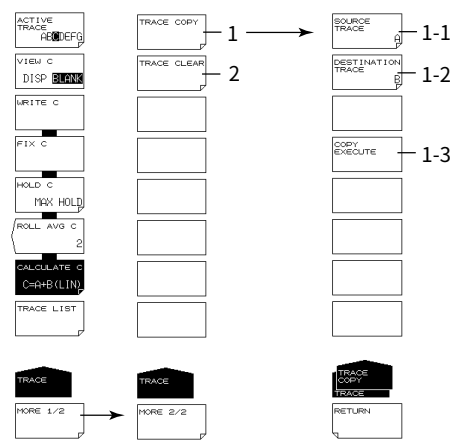 ACTIVE
TRACE
ABCDEFG
VIEW C
DISP BLANK
WRITE C
FIX C
HOLD C
MAX HOLD
ROLL AVG C
2
CALCULATE C
C=A+B(LIN)
TRACE LIST
TRACE
MORE 1/2
TRACE COPY
1
TRACE CLEAR
2
TRACE
MORE 2/2
SOURCE
TRACE
A
1-1
DESTINATION
TRACE
B
1-2
COPY
EXECUTE
1-3
TRACE
COPY
TRACE
RETURN